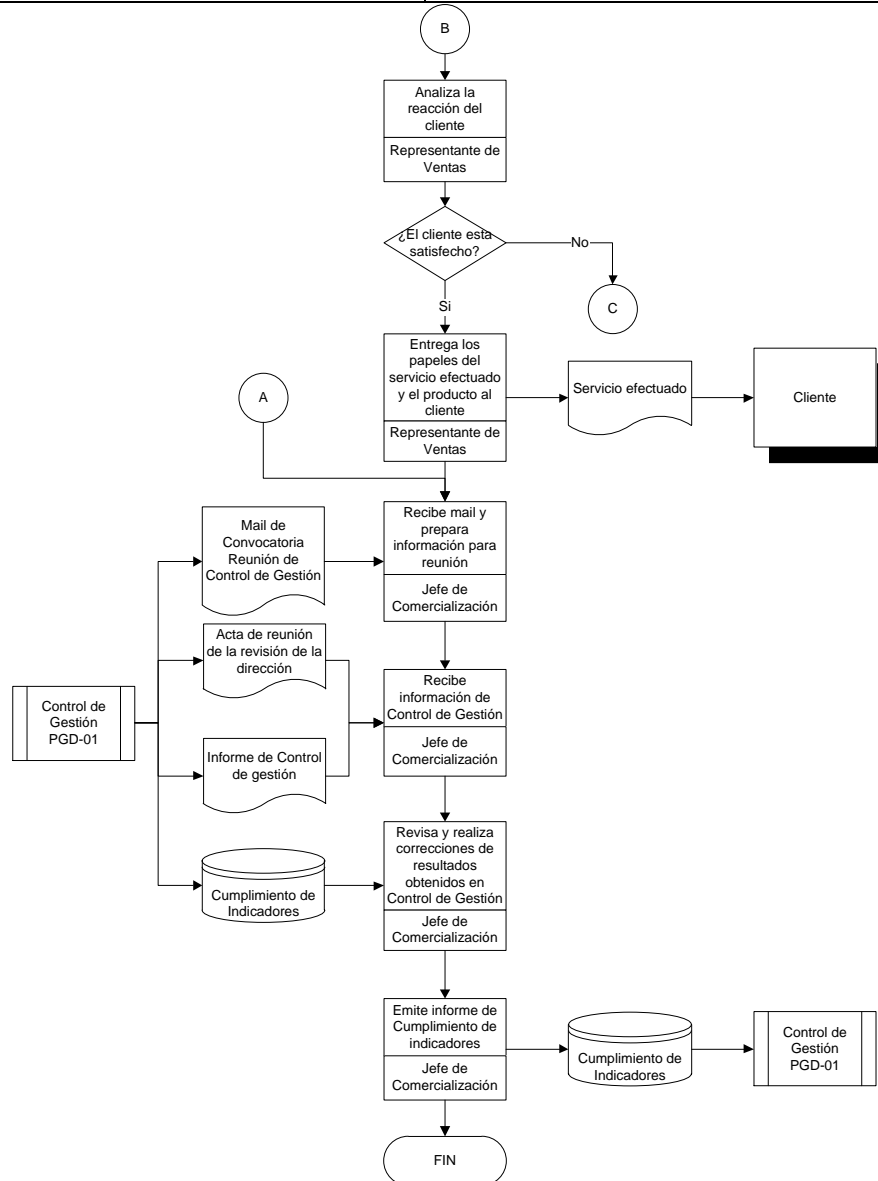 B
Analiza la
reacción del
cliente
Representante de
Ventas
¿El cliente esta
satisfecho?
No
C
Si
Entrega los
papeles del
servicio efectuado
y el producto al
cliente
Representante de
Ventas
Servicio efectuado
Cliente
A
Mail de
Convocatoria
Reunión de
Control de Gestión
Recibe mail y
prepara
información para
reunión
Jefe de
Comercialización
Acta de reunión
de la revisión de la
dirección
Control de
Gestión
PGD-01
Informe de Control
de gestión
Recibe
información de
Control de Gestión
Jefe de
Comercialización
Cumplimiento de
Indicadores
Revisa y realiza
correcciones de
resultados
obtenidos en
Control de Gestión
Jefe de
Comercialización
Emite informe de
Cumplimiento de
indicadores
Jefe de
Comercialización
Cumplimiento de
Indicadores
Control de
Gestión
PGD-01
FIN